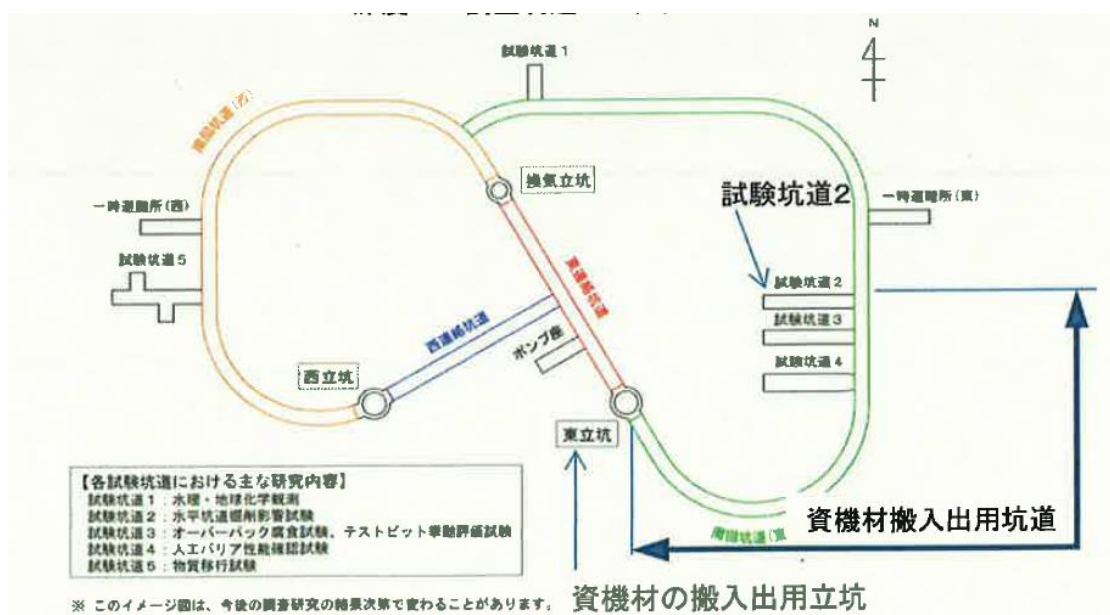 N
試験坑道1
周回坑道(西)
換気立坑
試験坑道2
一時退避所(西)
一時退避所(東)
試験坑道5
東連絡坑道
試験坑道2
試験坑道3
西連絡坑道
ポンプ座
試験坑道4
西立坑
東立坑
資機材搬入出用坑道
周回坑道(東
【各試験坑道における主な研究内容】
試験坑道1：水理・地球化学観測
試験坑道2：水平坑道掘削影響試験
試験坑道3：オーバーパック腐食試験、テストピット挙動評価試験
試験坑道4：人工バリア性能確認試験
試験坑道5：物質移行試験
※ このイメージ図は、今後の調査研究の結果次第で変わることがあります。
資機材の搬入出用立坑